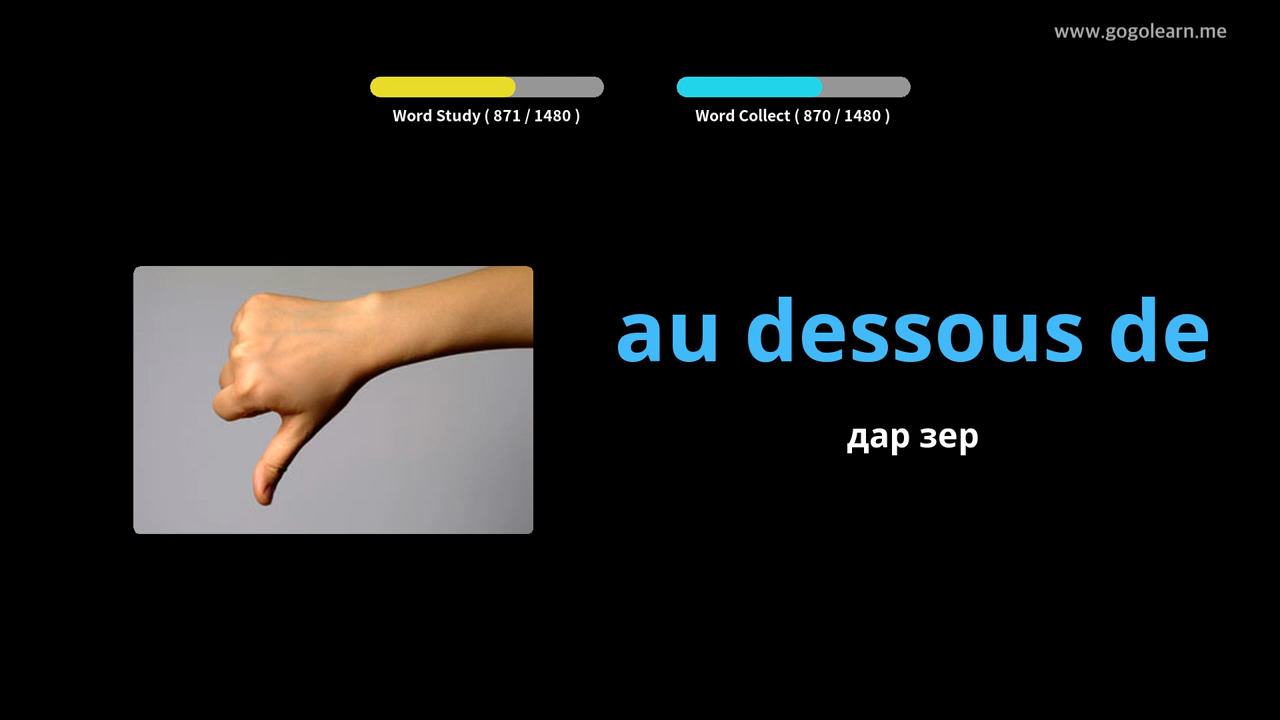 www.gogolearn.me
Word Study ( 871 / 1480 )
Word Collect ( 870 / 1480 )
au dessous de
дар зер